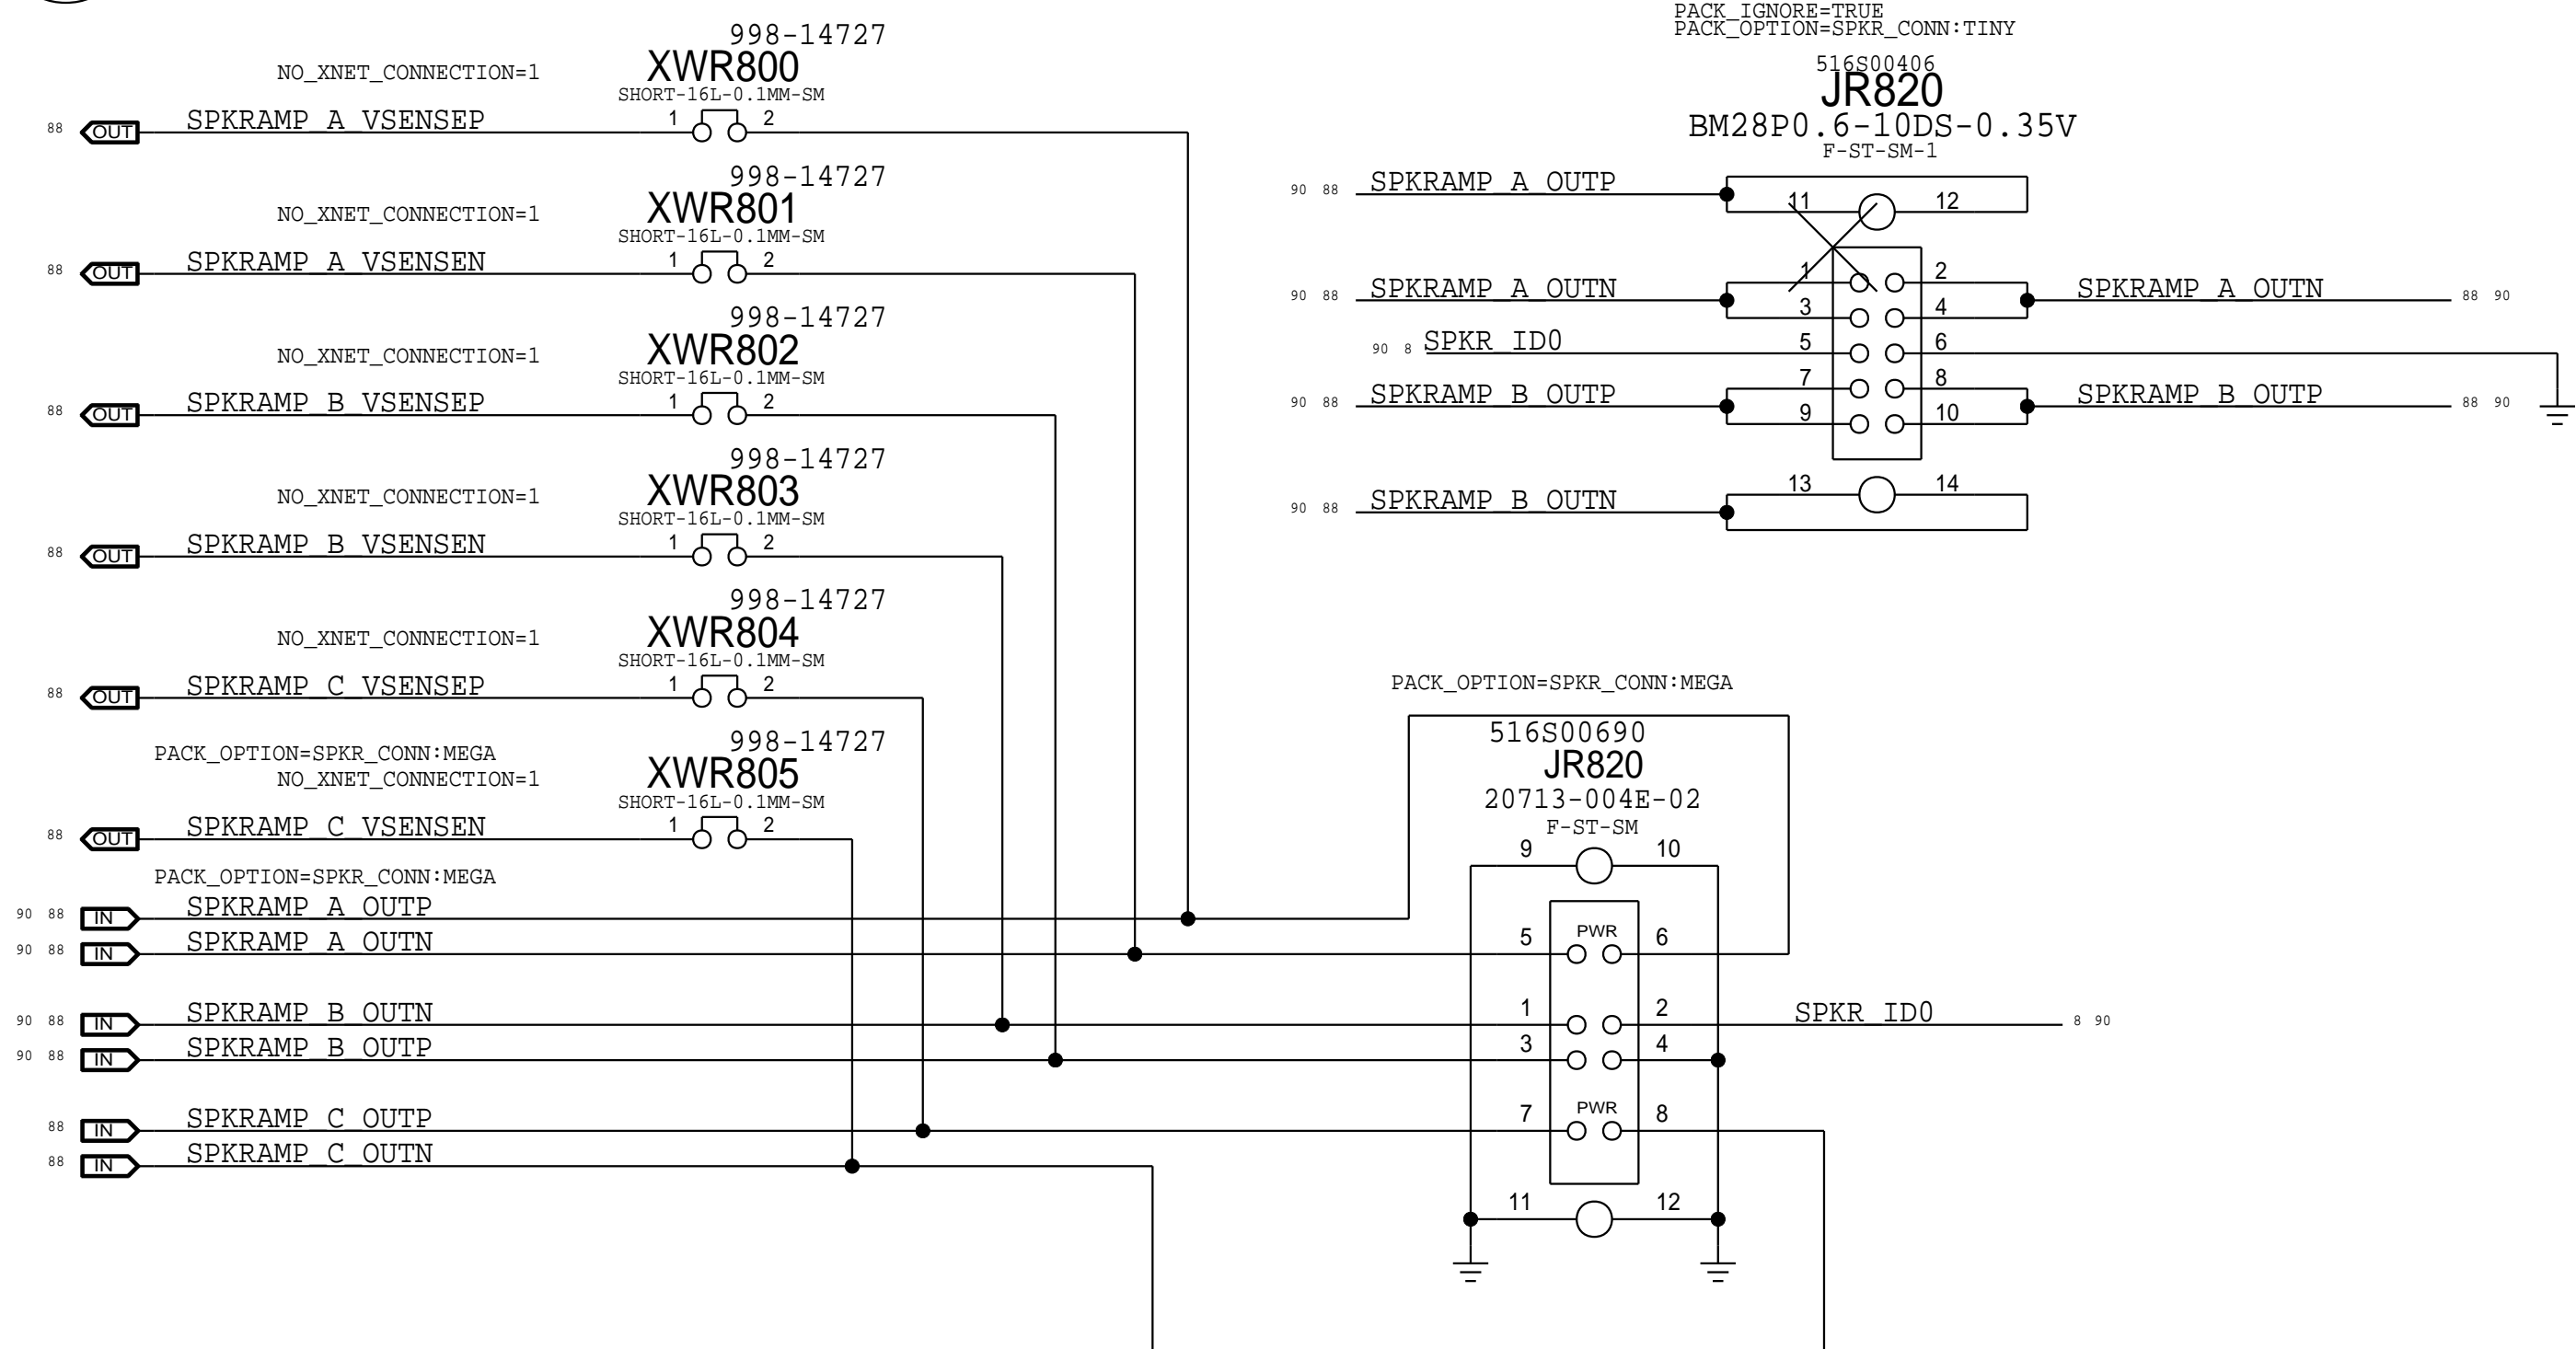 998-14727
NO_XNET_CONNECTION=1
XWR800
SHORT-16L-0.1MM-SM
88 OUT SPKRAMP_A_VSENSEP 1 2
998-14727
NO_XNET_CONNECTION=1
XWR801
SHORT-16L-0.1MM-SM
88 OUT SPKRAMP_A_VSENSEN 1 2
998-14727
NO_XNET_CONNECTION=1
XWR802
SHORT-16L-0.1MM-SM
88 OUT SPKRAMP_B_VSENSEP 1 2
998-14727
NO_XNET_CONNECTION=1
XWR803
SHORT-16L-0.1MM-SM
88 OUT SPKRAMP_B_VSENSEN 1 2
998-14727
NO_XNET_CONNECTION=1
XWR804
SHORT-16L-0.1MM-SM
88 OUT SPKRAMP_C_VSENSEP 1 2
998-14727
PACK_OPTION=SPKR_CONN:MEGA
NO_XNET_CONNECTION=1
XWR805
SHORT-16L-0.1MM-SM
88 OUT SPKRAMP_C_VSENSEN 1 2
PACK_OPTION=SPKR_CONN:MEGA
90 88 IN SPKRAMP_A_OUTP
90 88 IN SPKRAMP_A_OUTN
90 88 IN SPKRAMP_B_OUTN
90 88 IN SPKRAMP_B_OUTP
88 IN SPKRAMP_C_OUTP
88 IN SPKRAMP_C_OUTN
PACK_IGNORE=TRUE
PACK_OPTION=SPKR_CONN:TINY
516S00406
JR820
BM28P0.6-10DS-0.35V
F-ST-SM-1
90 88 SPKRAMP_A_OUTP
11 12
1 2
90 88 SPKRAMP_A_OUTN SPKRAMP_A_OUTN 88 90
3 4
90 8 SPKR_ID0 5 6
7 8
90 88 SPKRAMP_B_OUTP SPKRAMP_B_OUTP 88 90
9 10
13 14
90 88 SPKRAMP_B_OUTN
PACK_OPTION=SPKR_CONN:MEGA
516S00690
JR820
20713-004E-02
F-ST-SM
9 10
5 PWR 6
1 2 SPKR_ID0 8 90
3 4
7 PWR 8
11 12